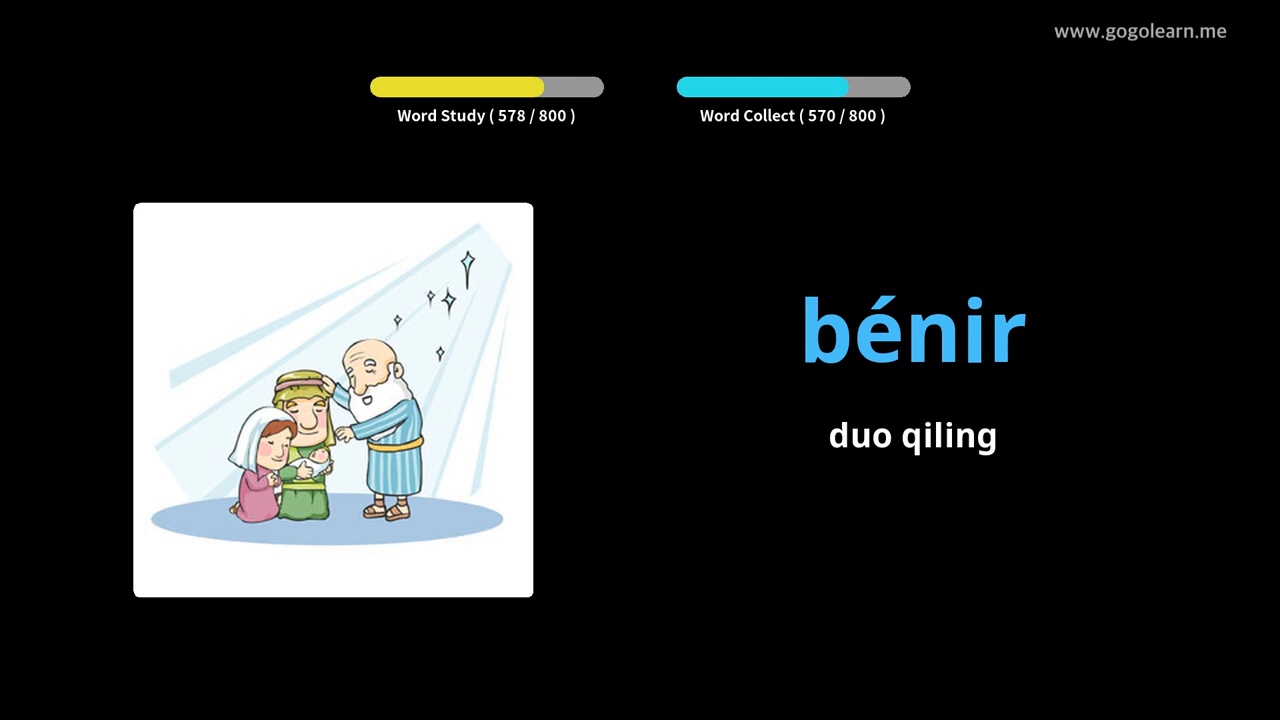 www.gogolearn.me
Word Study ( 578 / 800 )
Word Collect ( 570 / 800 )
bénir
duo qiling